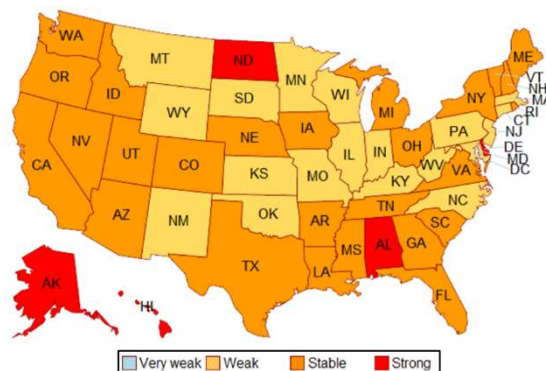 WA
ME
MT
ND
MN
VT
NH
OR
ID
SD
WI
NY
MA
WY
MI
CT
RI
IA
PA
NJ
NE
NV
OH
DE
UT
IL
IN
MD
CA
CO
WV
VA
DC
KS
MO
KY
NC
TN
AZ
NM
OK
AR
SC
MS
AL
GA
TX
LA
AK
FL
HI
Very weak Weak Stable Strong